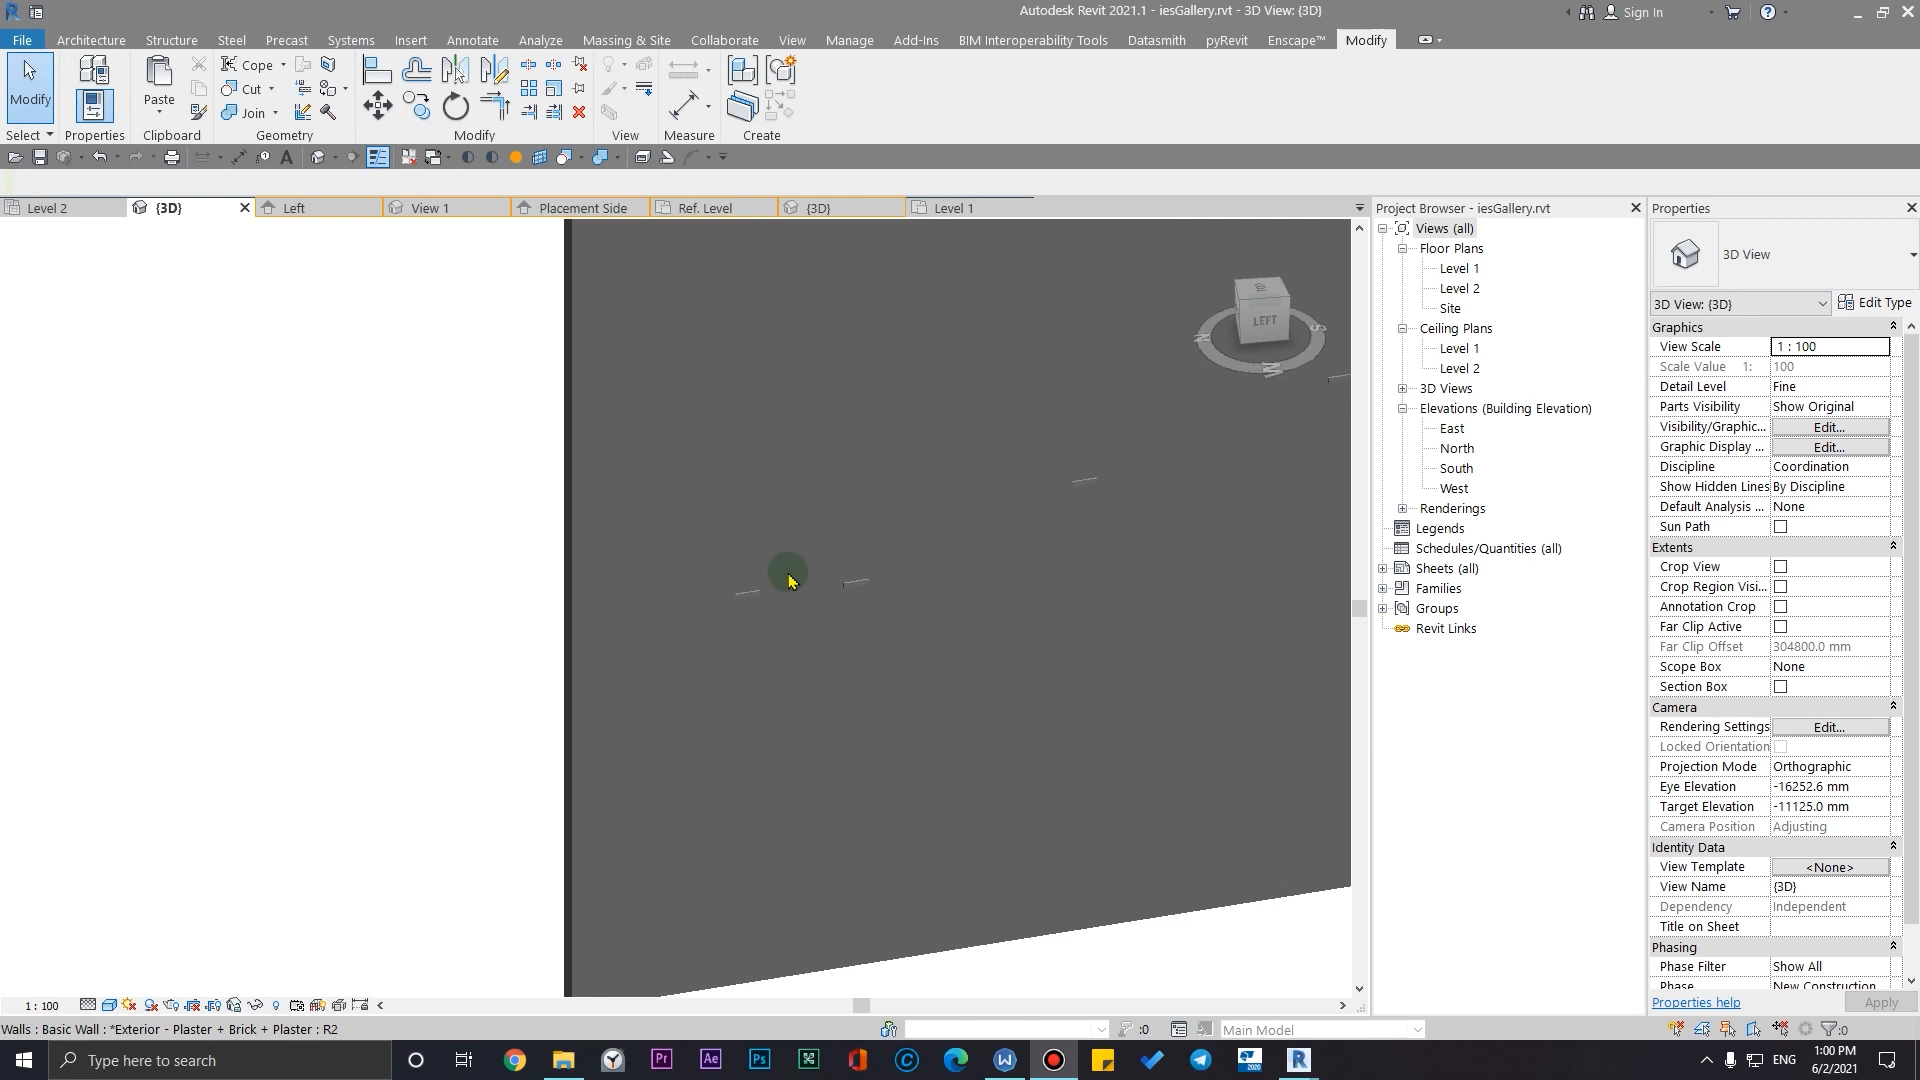 Autodesk Revit 2021.1 - iesGallery.rvt - 3D View: {3D}
Sign In
File Architecture Structure Steel Precast Systems Insert Annotate Analyze Massing & Site Collaborate View Manage Add-Ins BIM Interoperability Tools Datasmith pyRevit Enscape™ Modify
Modify
Paste
Cope
Cut
Join
Select Properties Clipboard Geometry Modify View Measure Create
Level 2 {3D} Left View 1 Placement Side Ref. Level {3D} Level 1
LEFT
N
S
W
Project Browser - iesGallery.rvt
Views (all)
Floor Plans
Level 1
Level 2
Site
Ceiling Plans
Level 1
Level 2
3D Views
Elevations (Building Elevation)
East
North
South
West
Renderings
Legends
Schedules/Quantities (all)
Sheets (all)
Families
Groups
Revit Links
Properties
3D View
3D View: {3D} Edit Type
Graphics
View Scale 1 : 100
Scale Value 1: 100
Detail Level Fine
Parts Visibility Show Original
Visibility/Graphic... Edit...
Graphic Display ... Edit...
Discipline Coordination
Show Hidden Lines By Discipline
Default Analysis ... None
Sun Path
Extents
Crop View
Crop Region Visi...
Annotation Crop
Far Clip Active
Far Clip Offset 304800.0 mm
Scope Box None
Section Box
Camera
Rendering Settings Edit...
Locked Orientation
Projection Mode Orthographic
Eye Elevation -16252.6 mm
Target Elevation -11125.0 mm
Camera Position Adjusting
Identity Data
View Template <None>
View Name {3D}
Dependency Independent
Title on Sheet
Phasing
Phase Filter Show All
Phase New Construction
Properties help Apply
1 : 100
Walls : Basic Wall : *Exterior - Plaster + Brick + Plaster : R2
:0
Main Model
:0
Type here to search
Pr
Ae
Ps
2020
R
ENG
1:00 PM
6/2/2021